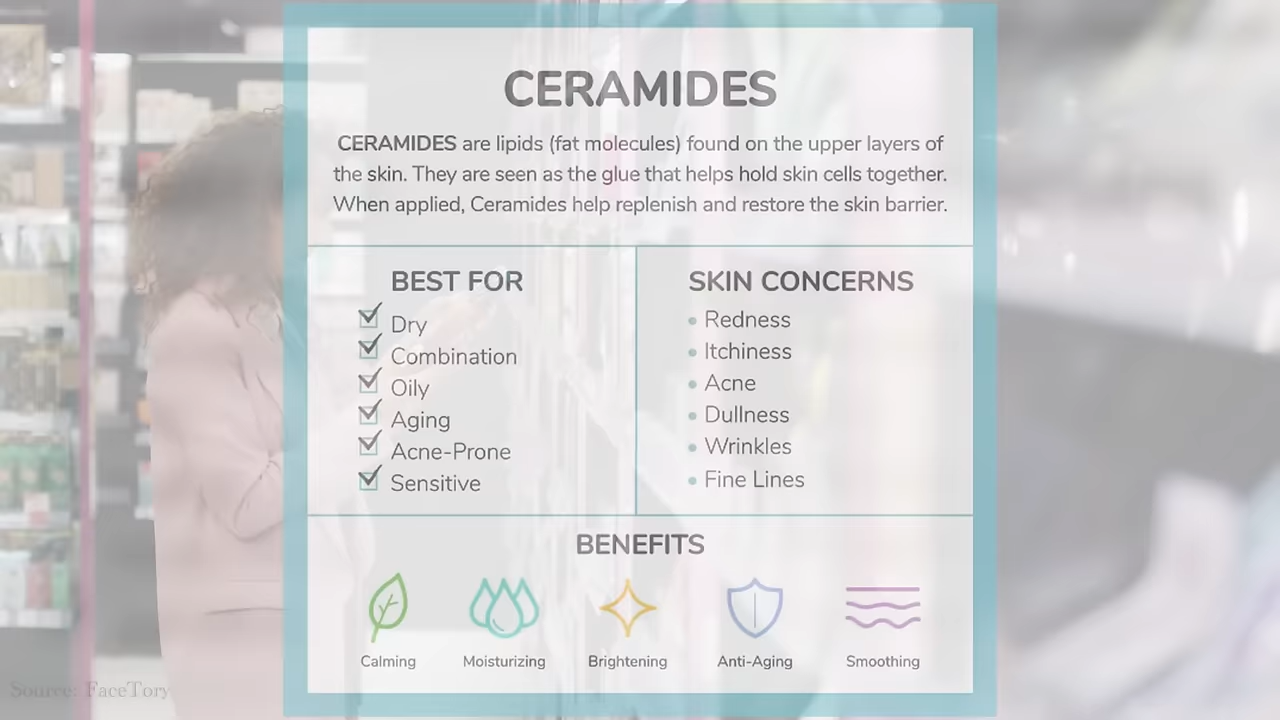 CERAMIDES
CERAMIDES are lipids (fat molecules) found on the upper layers of
the skin. They are seen as the glue that helps hold skin cells together.
When applied, Ceramides help replenish and restore the skin barrier.
BEST FOR
Dry
Combination
Oily
Aging
Acne-Prone
Sensitive
SKIN CONCERNS
Redness
Itchiness
Acne
Dullness
Wrinkles
Fine Lines
BENEFITS
Calming
Moisturizing
Brightening
Anti-Aging
Smoothing
Source: FaceTory